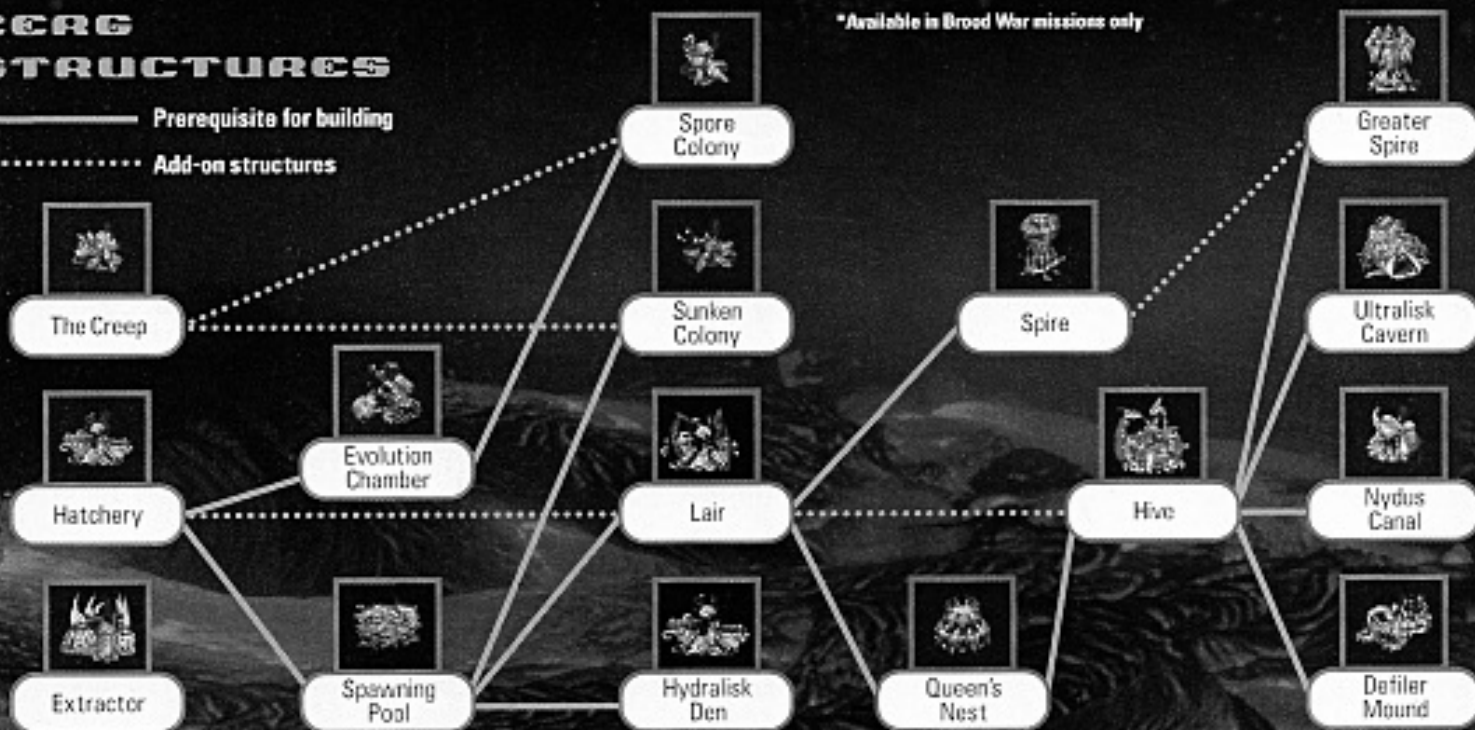 ZERG
STRUCTURES
Prerequisite for building
Add-on structures
*Available in Brood War missions only
Spore
Colony
Greater
Spire
The Creep
Sunken
Colony
Spire
Ultralisk
Cavern
Evolution
Chamber
Hatchery
Lair
Hive
Nydus
Canal
Extractor
Spawning
Pool
Hydralisk
Den
Queen's
Nest
Defiler
Mound